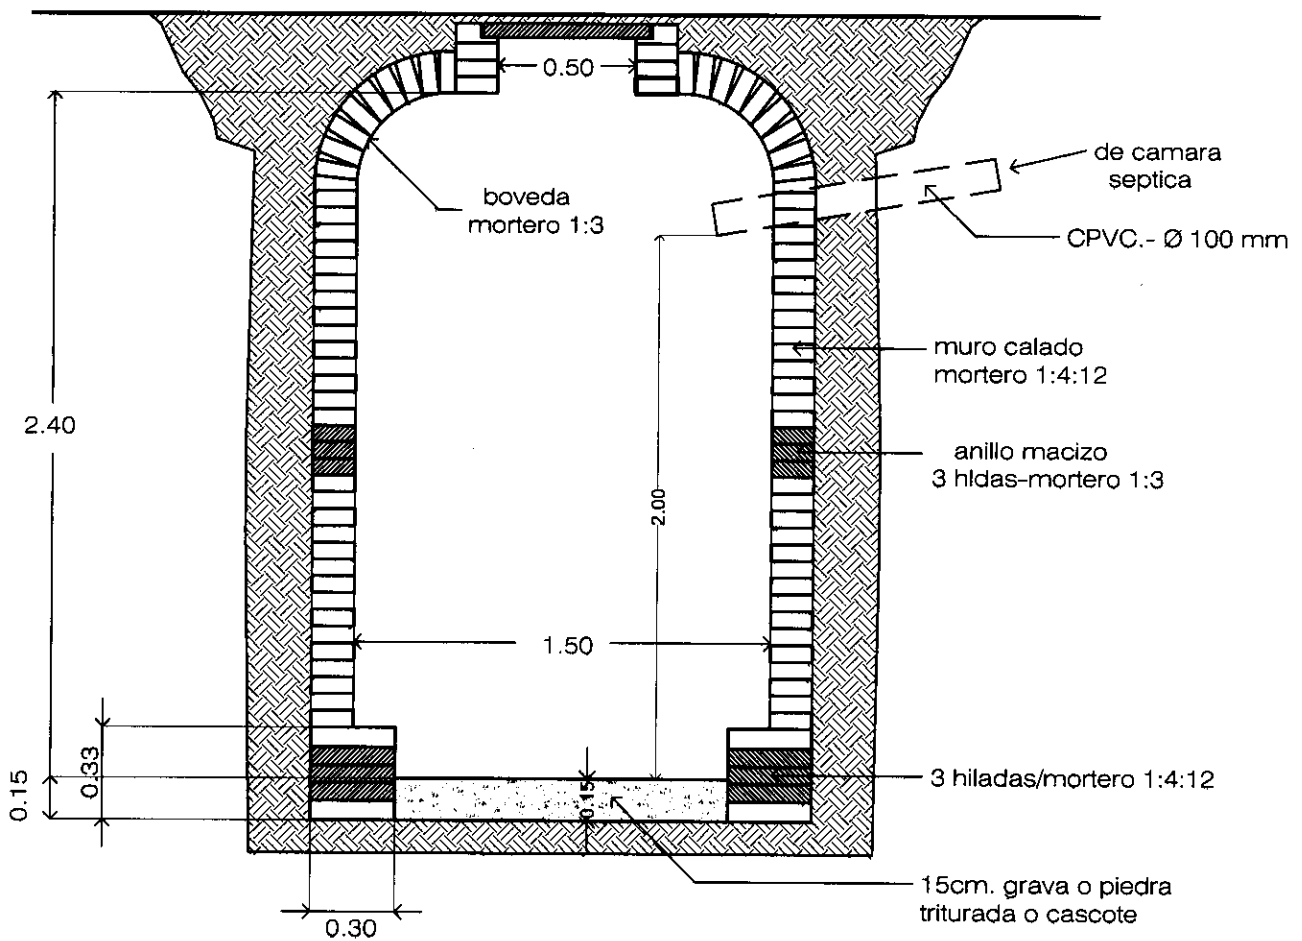 0.50
de camara
septica
boveda
mortero 1:3
CPVC.- Ø 100 mm
muro calado
mortero 1:4:12
2.40
anillo macizo
3 hldas-mortero 1:3
2.00
1.50
0.33
0.15
0.15
3 hiladas/mortero 1:4:12
15cm. grava o piedra
triturada o cascote
0.30